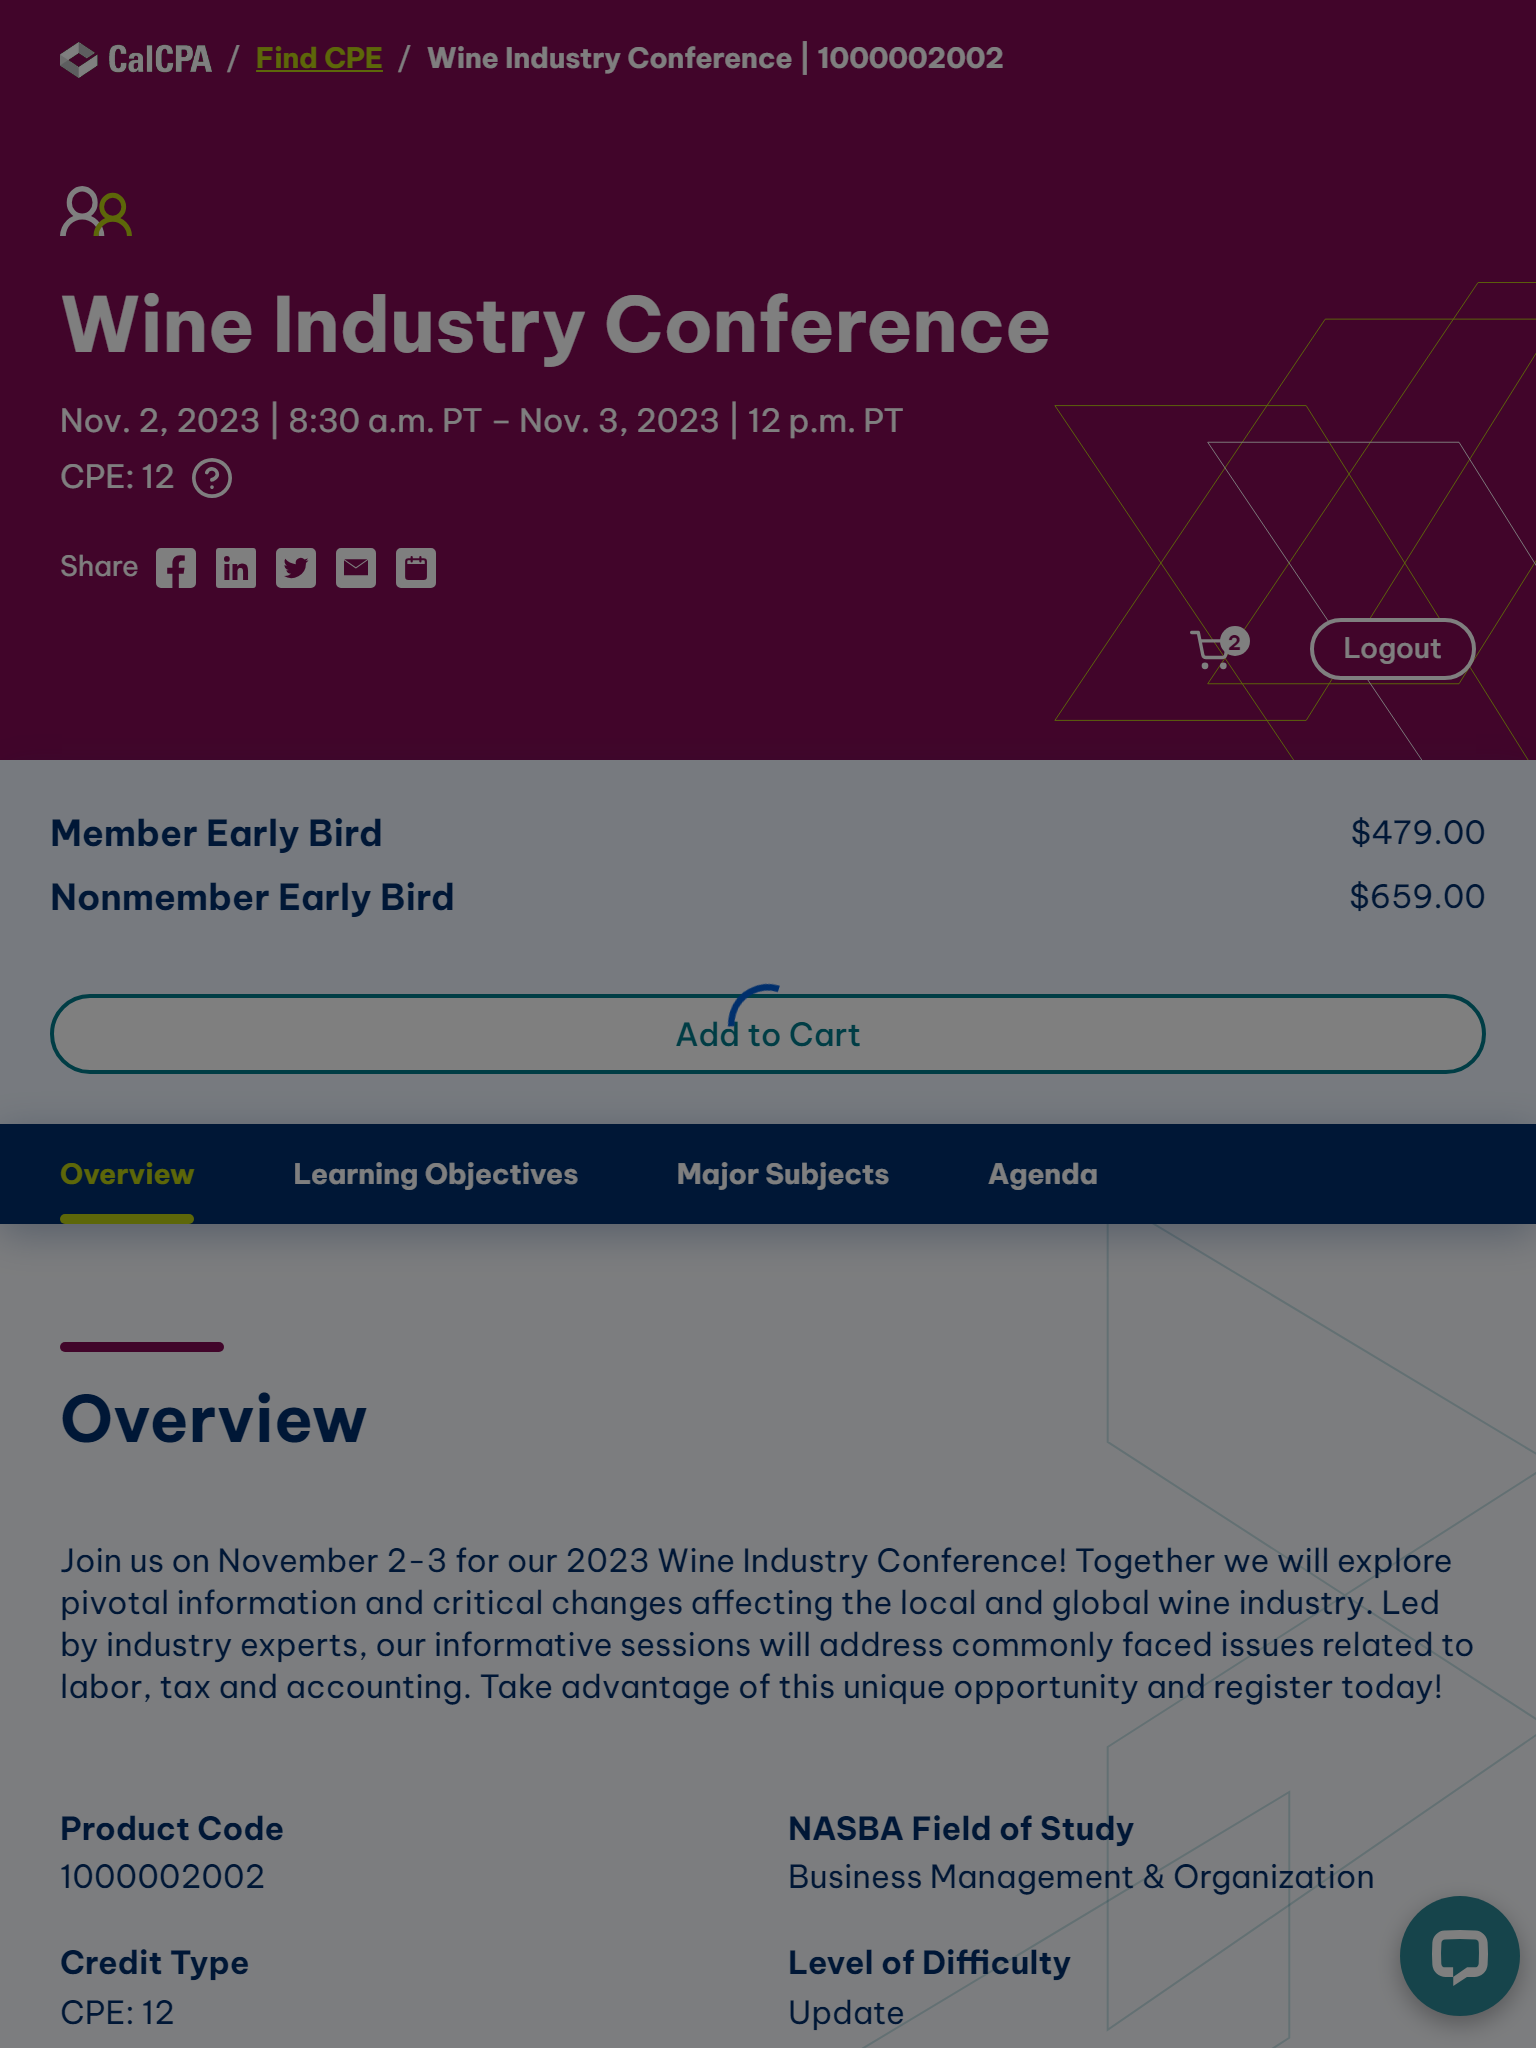 CalCPA / Find CPE / Wine Industry Conference | 1000002002
Wine Industry Conference
Nov. 2, 2023 | 8:30 a.m. PT – Nov. 3, 2023 | 12 p.m. PT
CPE: 12 ?
Share
2 Logout
Member Early Bird $479.00
Nonmember Early Bird $659.00
Add to Cart
Overview Learning Objectives Major Subjects Agenda
Overview
Join us on November 2-3 for our 2023 Wine Industry Conference! Together we will explore
pivotal information and critical changes affecting the local and global wine industry. Led
by industry experts, our informative sessions will address commonly faced issues related to
labor, tax and accounting. Take advantage of this unique opportunity and register today!
Product Code
1000002002
NASBA Field of Study
Business Management & Organization
Credit Type
CPE: 12
Level of Difficulty
Update